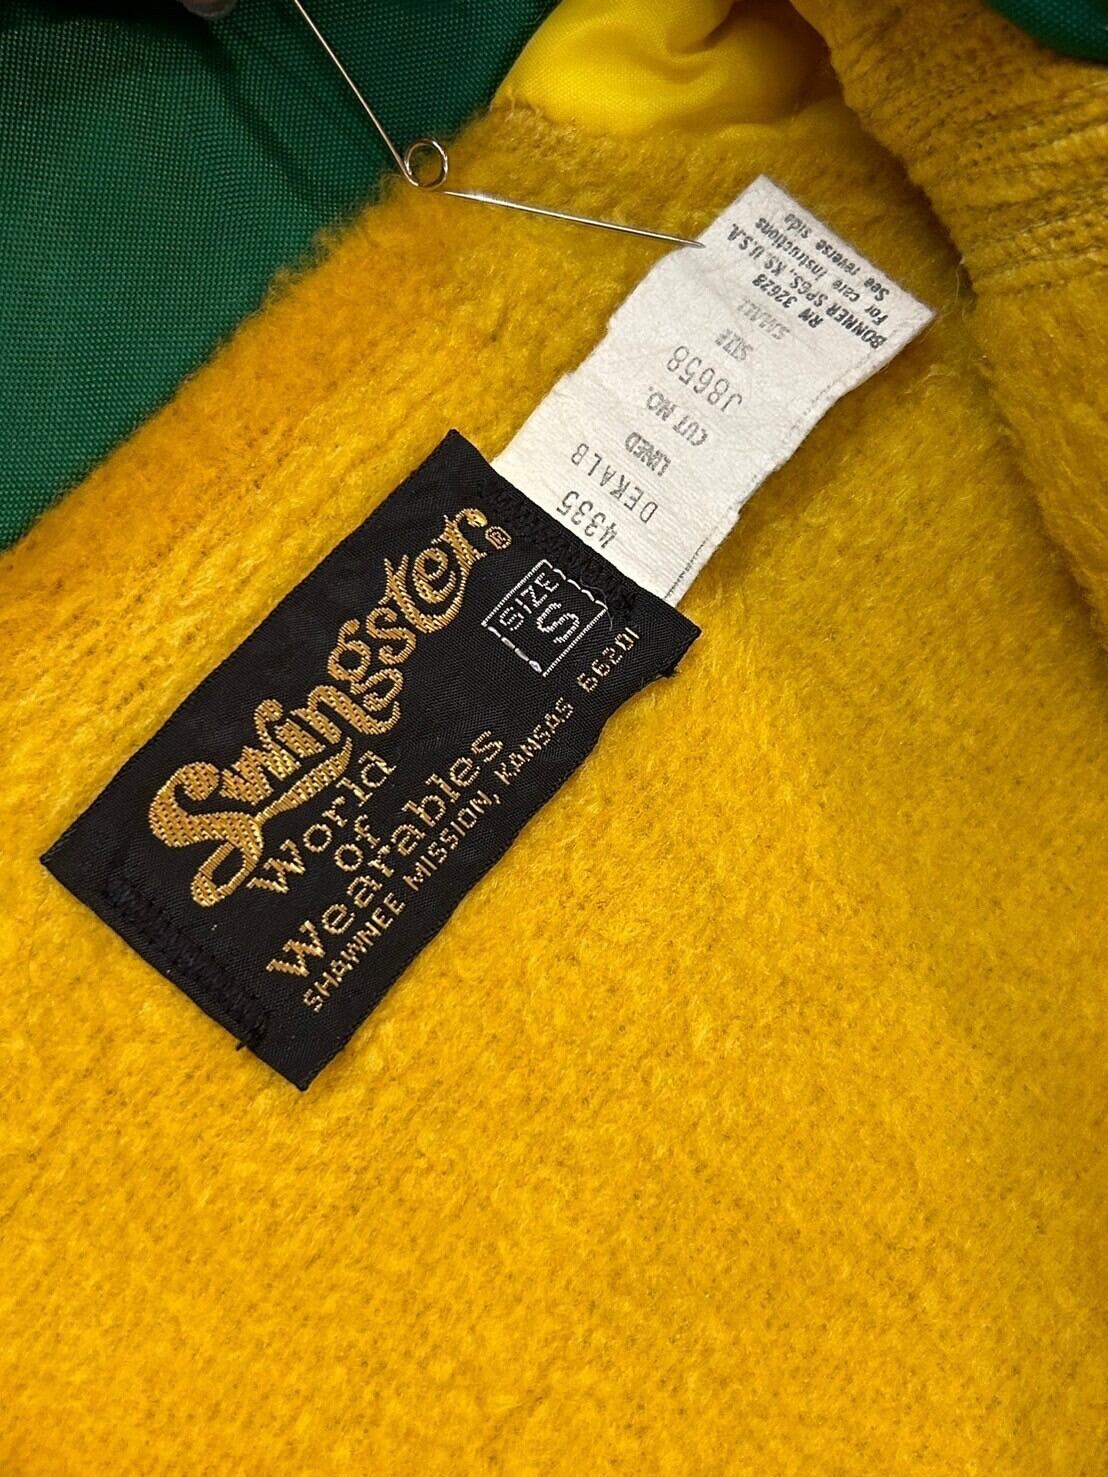 Swingster®
World
of
Wearables
SHAWNEE MISSION, KANSAS 66201
SIZE
S
4335
DEKALB
LINED
CUT NO.
J8658
SIZE
SMALL
RN 32628
BONNER SPGS, KS. U.S.A.
For care instructions
See reverse side